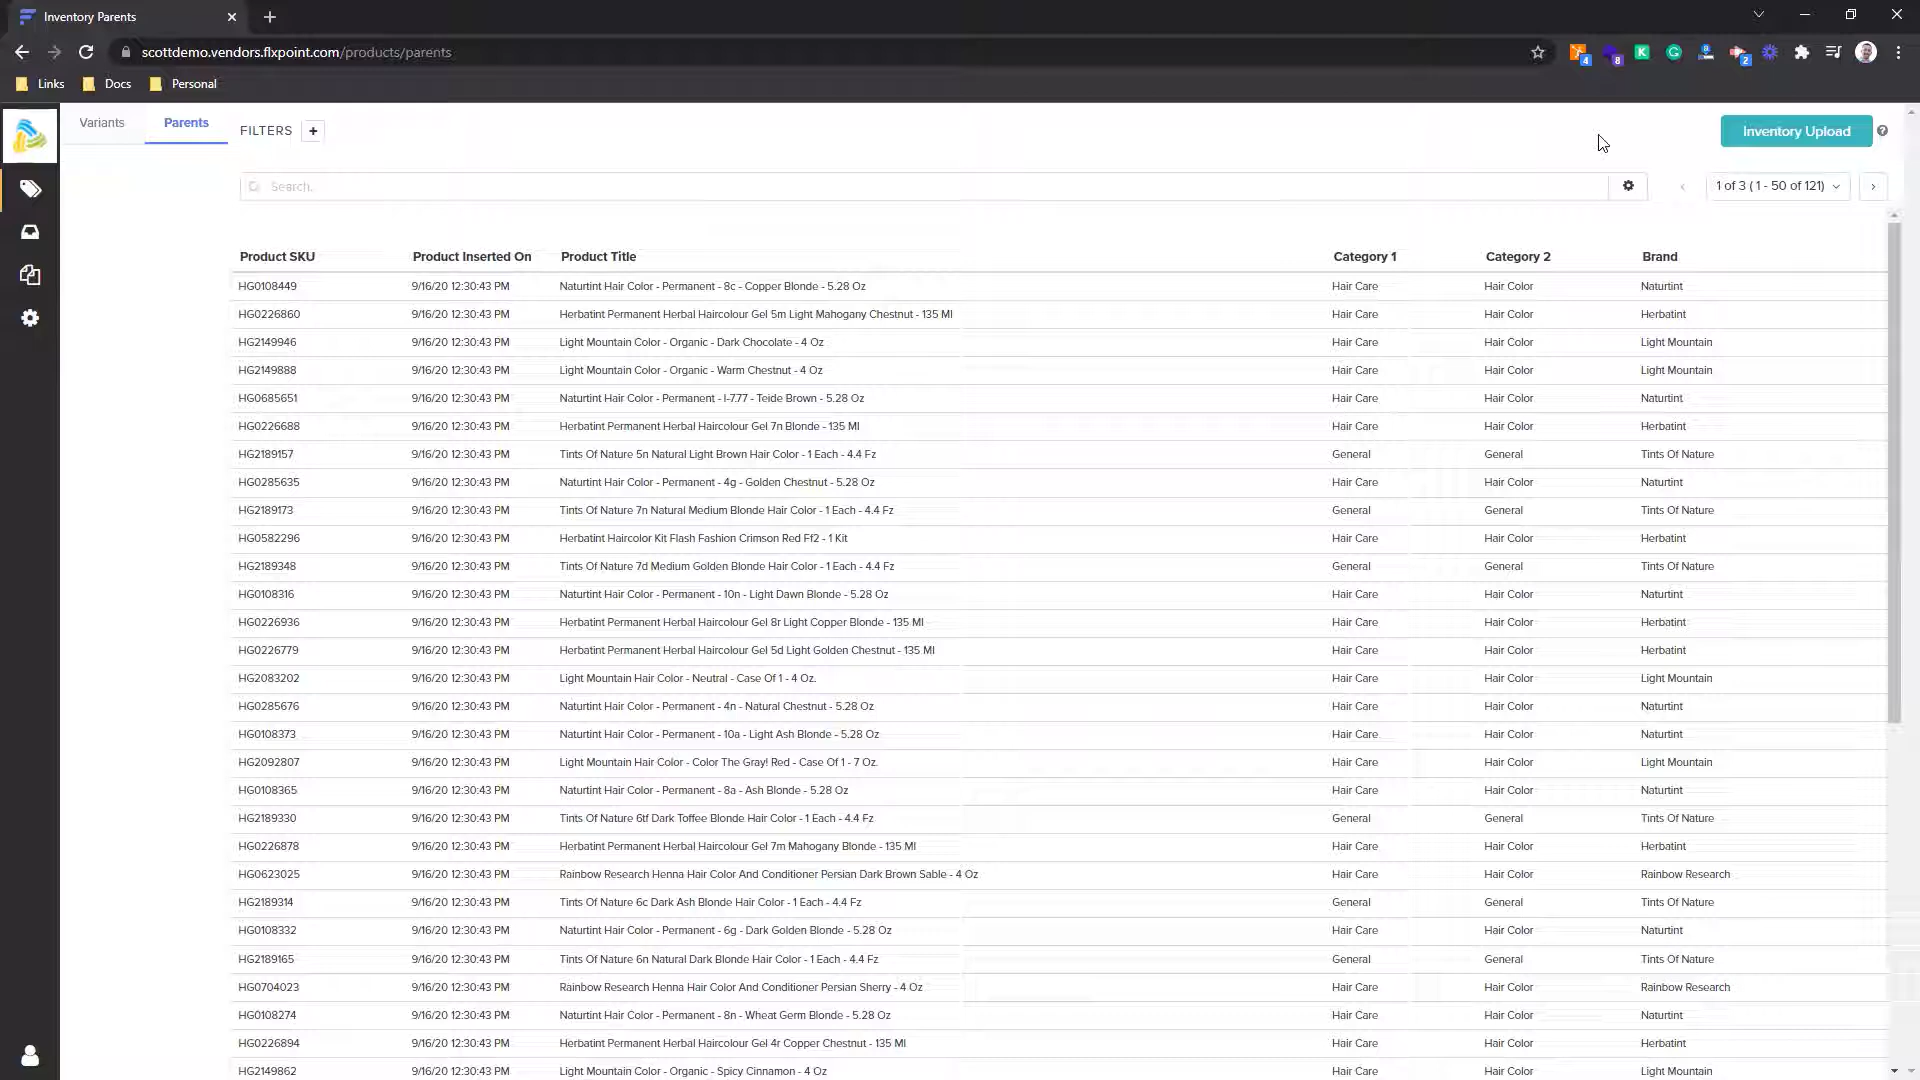 Inventory Parents
scottdemo.vendors.flxpoint.com/products/parents
4 8 K G 2
Links Docs Personal
Variants Parents FILTERS + Inventory Upload ?
Search. 1 of 3 ( 1 - 50 of 121)
Product SKU Product Inserted On Product Title Category 1 Category 2 Brand
HG0108449 9/16/20 12:30:43 PM Naturtint Hair Color - Permanent - 8c - Copper Blonde - 5.28 Oz Hair Care Hair Color Naturtint
HG0226860 9/16/20 12:30:43 PM Herbatint Permanent Herbal Haircolour Gel 5m Light Mahogany Chestnut - 135 Ml Hair Care Hair Color Herbatint
HG2149946 9/16/20 12:30:43 PM Light Mountain Color - Organic - Dark Chocolate - 4 Oz Hair Care Hair Color Light Mountain
HG2149888 9/16/20 12:30:43 PM Light Mountain Color - Organic - Warm Chestnut - 4 Oz Hair Care Hair Color Light Mountain
HG0685651 9/16/20 12:30:43 PM Naturtint Hair Color - Permanent - I-7.77 - Teide Brown - 5.28 Oz Hair Care Hair Color Naturtint
HG0226688 9/16/20 12:30:43 PM Herbatint Permanent Herbal Haircolour Gel 7n Blonde - 135 Ml Hair Care Hair Color Herbatint
HG2189157 9/16/20 12:30:43 PM Tints Of Nature 5n Natural Light Brown Hair Color - 1 Each - 4.4 Fz General General Tints Of Nature
HG0285635 9/16/20 12:30:43 PM Naturtint Hair Color - Permanent - 4g - Golden Chestnut - 5.28 Oz Hair Care Hair Color Naturtint
HG2189173 9/16/20 12:30:43 PM Tints Of Nature 7n Natural Medium Blonde Hair Color - 1 Each - 4.4 Fz General General Tints Of Nature
HG0582296 9/16/20 12:30:43 PM Herbatint Haircolor Kit Flash Fashion Crimson Red Ff2 - 1 Kit Hair Care Hair Color Herbatint
HG2189348 9/16/20 12:30:43 PM Tints Of Nature 7d Medium Golden Blonde Hair Color - 1 Each - 4.4 Fz General General Tints Of Nature
HG0108316 9/16/20 12:30:43 PM Naturtint Hair Color - Permanent - 10n - Light Dawn Blonde - 5.28 Oz Hair Care Hair Color Naturtint
HG0226936 9/16/20 12:30:43 PM Herbatint Permanent Herbal Haircolour Gel 8r Light Copper Blonde - 135 Ml Hair Care Hair Color Herbatint
HG0226779 9/16/20 12:30:43 PM Herbatint Permanent Herbal Haircolour Gel 5d Light Golden Chestnut - 135 Ml Hair Care Hair Color Herbatint
HG2083202 9/16/20 12:30:43 PM Light Mountain Hair Color - Neutral - Case Of 1 - 4 Oz. Hair Care Hair Color Light Mountain
HG0285676 9/16/20 12:30:43 PM Naturtint Hair Color - Permanent - 4n - Natural Chestnut - 5.28 Oz Hair Care Hair Color Naturtint
HG0108373 9/16/20 12:30:43 PM Naturtint Hair Color - Permanent - 10a - Light Ash Blonde - 5.28 Oz Hair Care Hair Color Naturtint
HG2092807 9/16/20 12:30:43 PM Light Mountain Hair Color - Color The Gray! Red - Case Of 1 - 7 Oz. Hair Care Hair Color Light Mountain
HG0108365 9/16/20 12:30:43 PM Naturtint Hair Color - Permanent - 8a - Ash Blonde - 5.28 Oz Hair Care Hair Color Naturtint
HG2189330 9/16/20 12:30:43 PM Tints Of Nature 6tf Dark Toffee Blonde Hair Color - 1 Each - 4.4 Fz General General Tints Of Nature
HG0226878 9/16/20 12:30:43 PM Herbatint Permanent Herbal Haircolour Gel 7m Mahogany Blonde - 135 Ml Hair Care Hair Color Herbatint
HG0623025 9/16/20 12:30:43 PM Rainbow Research Henna Hair Color And Conditioner Persian Dark Brown Sable - 4 Oz Hair Care Hair Color Rainbow Research
HG2189314 9/16/20 12:30:43 PM Tints Of Nature 6c Dark Ash Blonde Hair Color - 1 Each - 4.4 Fz General General Tints Of Nature
HG0108332 9/16/20 12:30:43 PM Naturtint Hair Color - Permanent - 6g - Dark Golden Blonde - 5.28 Oz Hair Care Hair Color Naturtint
HG2189165 9/16/20 12:30:43 PM Tints Of Nature 6n Natural Dark Blonde Hair Color - 1 Each - 4.4 Fz General General Tints Of Nature
HG0704023 9/16/20 12:30:43 PM Rainbow Research Henna Hair Color And Conditioner Persian Sherry - 4 Oz Hair Care Hair Color Rainbow Research
HG0108274 9/16/20 12:30:43 PM Naturtint Hair Color - Permanent - 8n - Wheat Germ Blonde - 5.28 Oz Hair Care Hair Color Naturtint
HG0226894 9/16/20 12:30:43 PM Herbatint Permanent Herbal Haircolour Gel 4r Copper Chestnut - 135 Ml Hair Care Hair Color Herbatint
HG2149862 9/16/20 12:30:43 PM Light Mountain Color - Organic - Spicy Cinnamon - 4 Oz Hair Care Hair Color Light Mountain